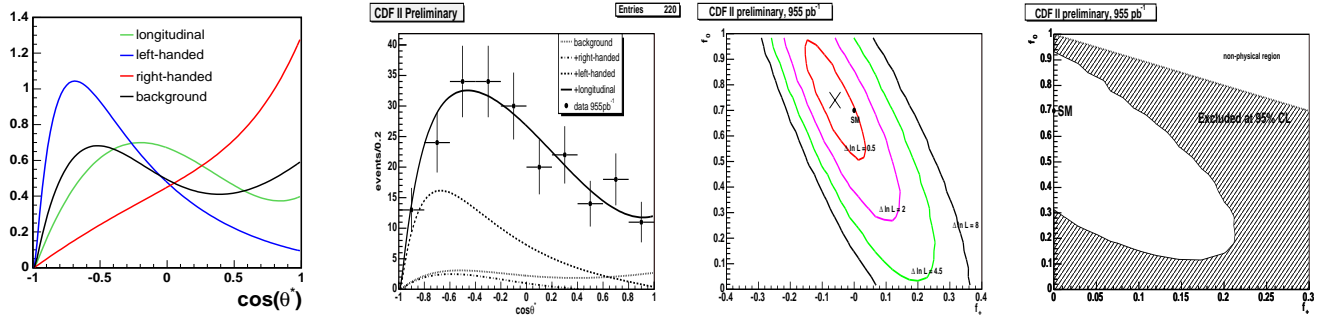 1.4
1.2
1
0.8
0.6
0.4
0.2
0
-1 -0.5 0 0.5 1
longitudinal
left-handed
right-handed
background
cos(θ*)
CDF II Preliminary
Entries 220
40
35
30
25
20
15
10
5
0
events/0.2
background
+right-handed
+left-handed
+longitudinal
data 955pb⁻¹
-1 -0.8 -0.6 -0.4 -0.2 0 0.2 0.4 0.6 0.8 1
cosθ*
CDF II preliminary, 955 pb⁻¹
f₀
1
0.9
0.8
0.7
0.6
0.5
0.4
0.3
0.2
0.1
0
SM
Δ ln L = 0.5
Δ ln L = 2
Δ ln L = 8
Δ ln L = 4.5
-0.4 -0.3 -0.2 -0.1 -0 0.1 0.2 0.3 0.4
f₊
CDF II preliminary, 955 pb⁻¹
f₀
1
0.9
0.8
0.7
0.6
0.5
0.4
0.3
0.2
0.1
0
non-physical region
SM
Excluded at 95% CL
0 0.05 0.1 0.15 0.2 0.25 0.3
f₊